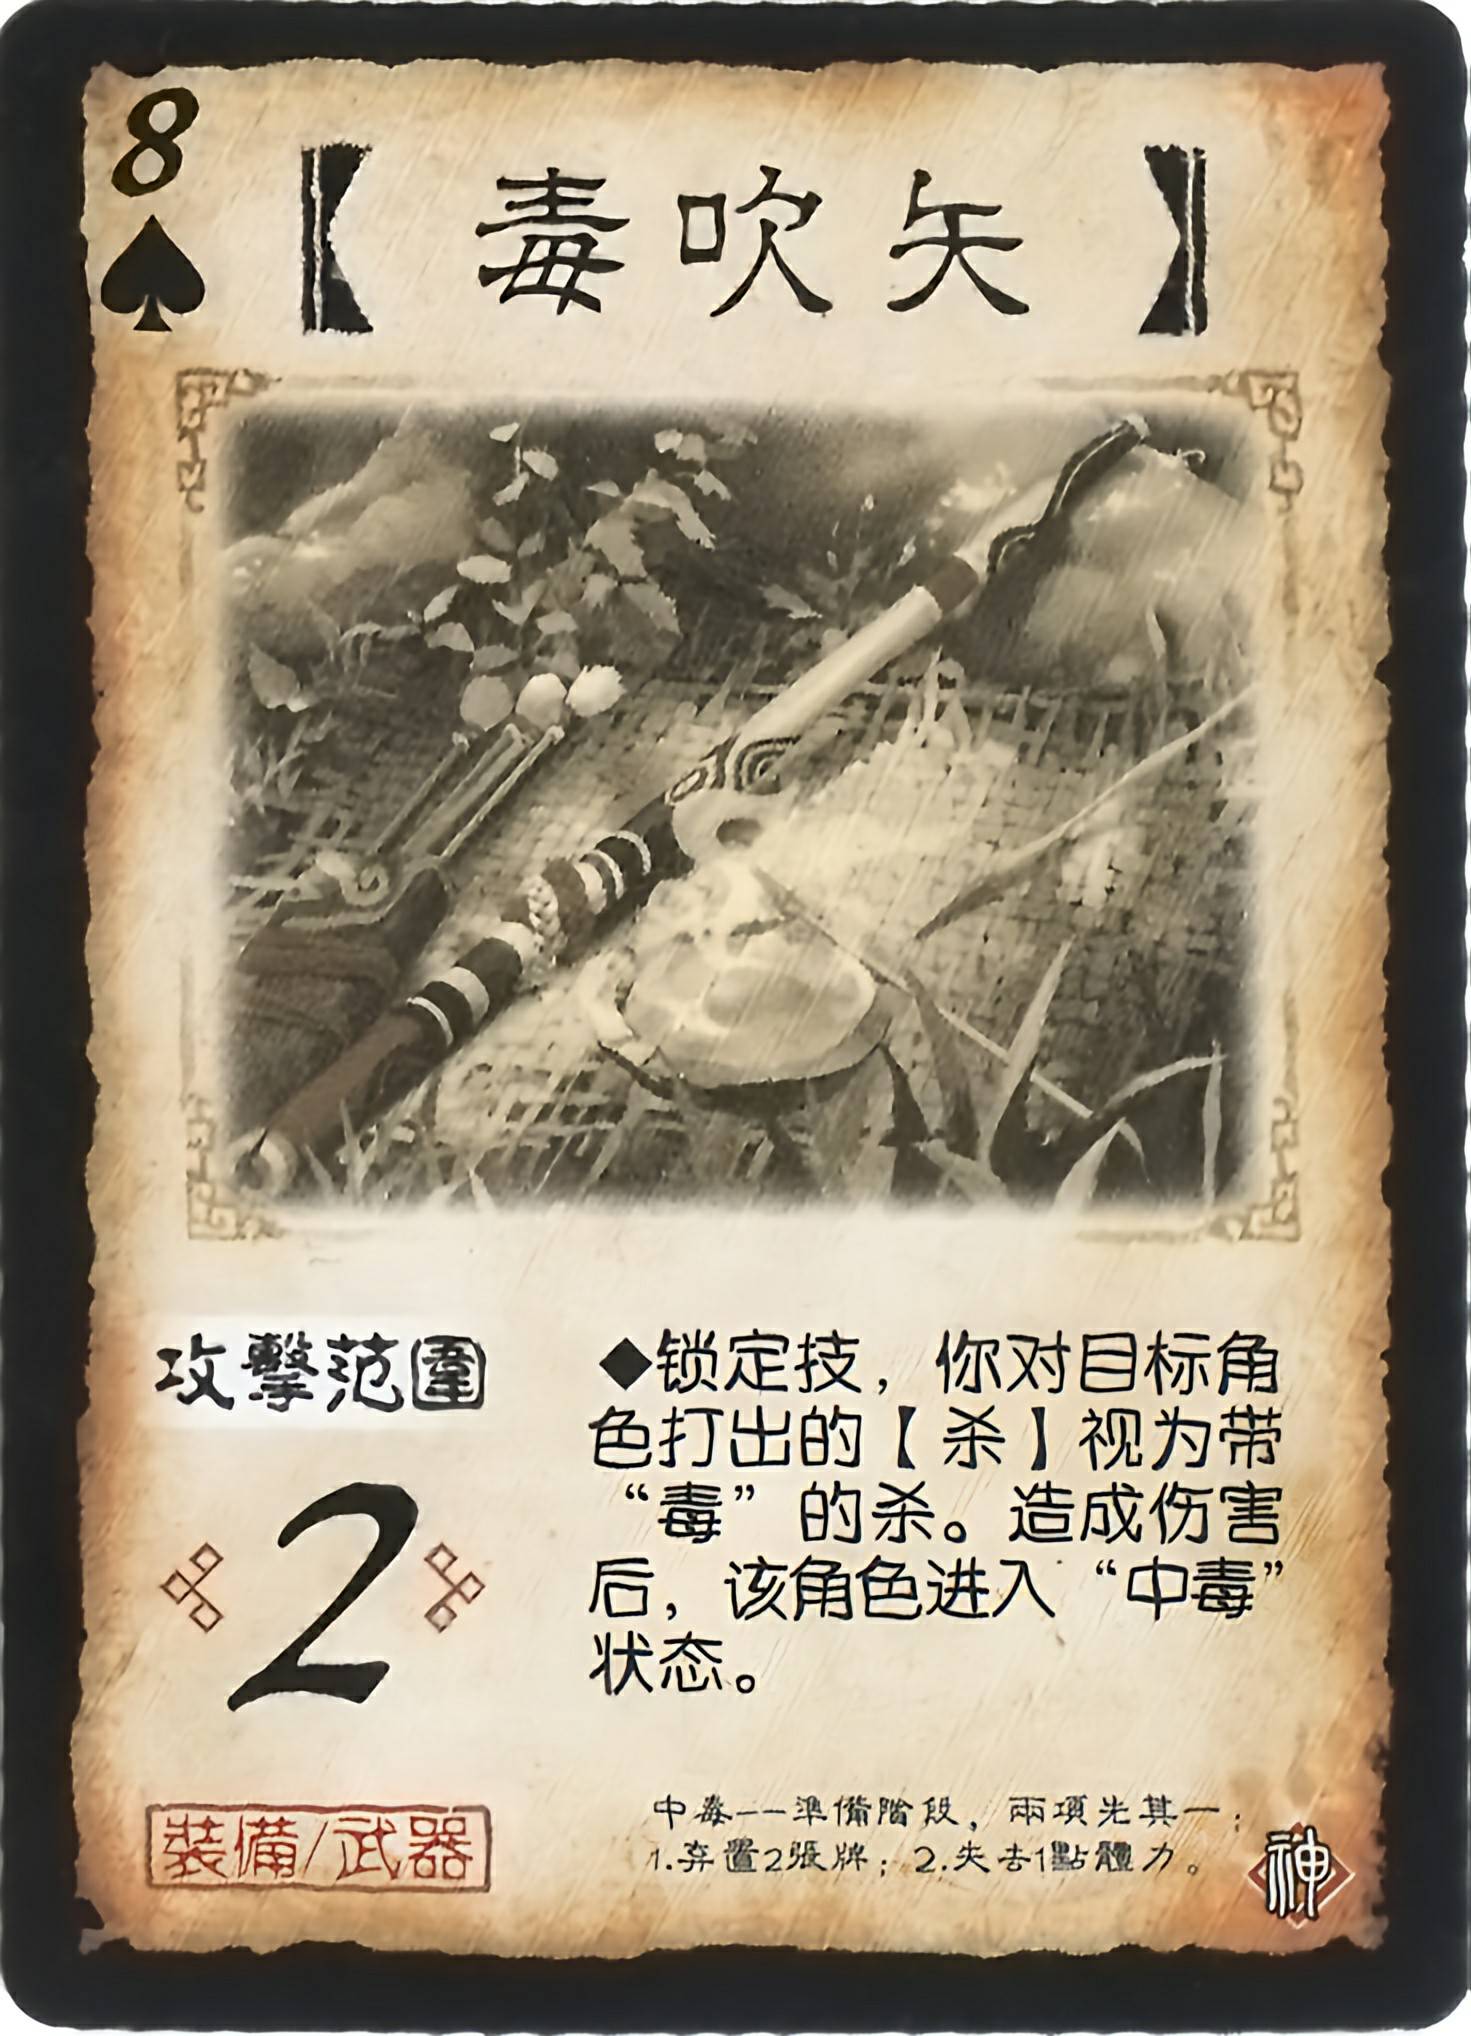 8
【毒吹矢】
攻擊范圍
2
◆锁定技，你对目标角
色打出的【杀】视为带
“毒”的杀。造成伤害
后，该角色进入“中毒”
状态。
裝備/武器
中毒--準備階段，兩項先其一；
1.弃置2張牌；2.失去1點體力。
神